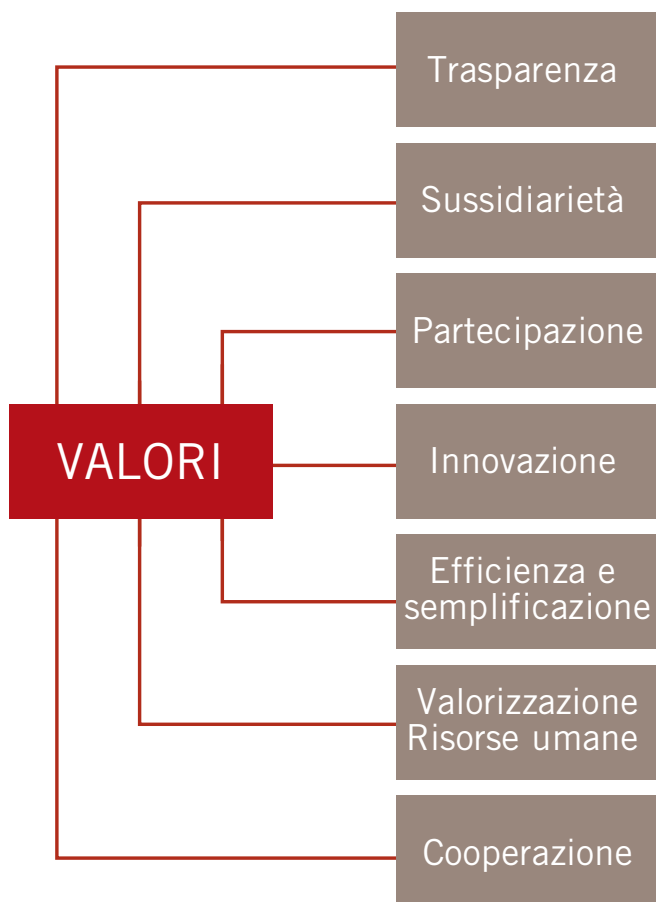 Trasparenza
Sussidiarietà
Partecipazione
VALORI
Innovazione
Efficienza e
semplificazione
Valorizzazione
Risorse umane
Cooperazione